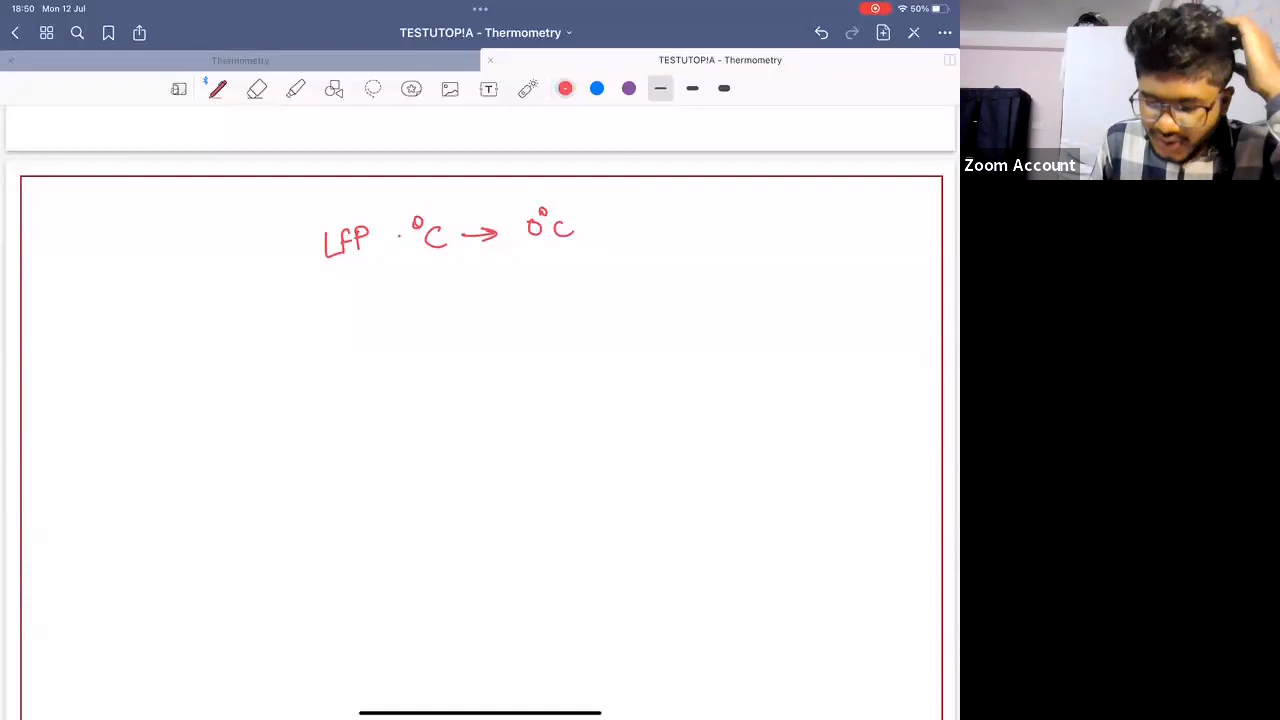 18:50 Mon 12 Jul
50%
TESTUTOP!A - Thermometry
Thermometry
TESTUTOP!A - Thermometry
T
Zoom Account
LFP . °C → 0°C